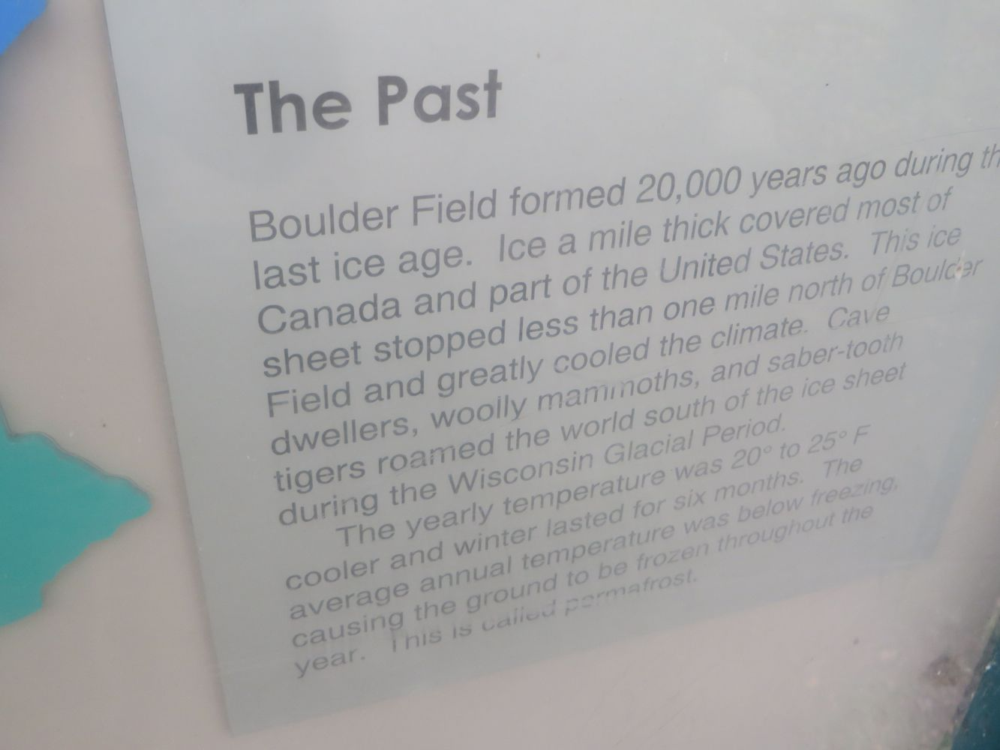 The Past
Boulder Field formed 20,000 years ago during th
last ice age. Ice a mile thick covered most of
Canada and part of the United States. This ice
sheet stopped less than one mile north of Boulder
Field and greatly cooled the climate. Cave
dwellers, woolly mammoths, and saber-tooth
tigers roamed the world south of the ice sheet
during the Wisconsin Glacial Period.
The yearly temperature was 20° to 25° F
cooler and winter lasted for six months. The
average annual temperature was below freezing,
causing the ground to be frozen throughout the
year. This is called permafrost.